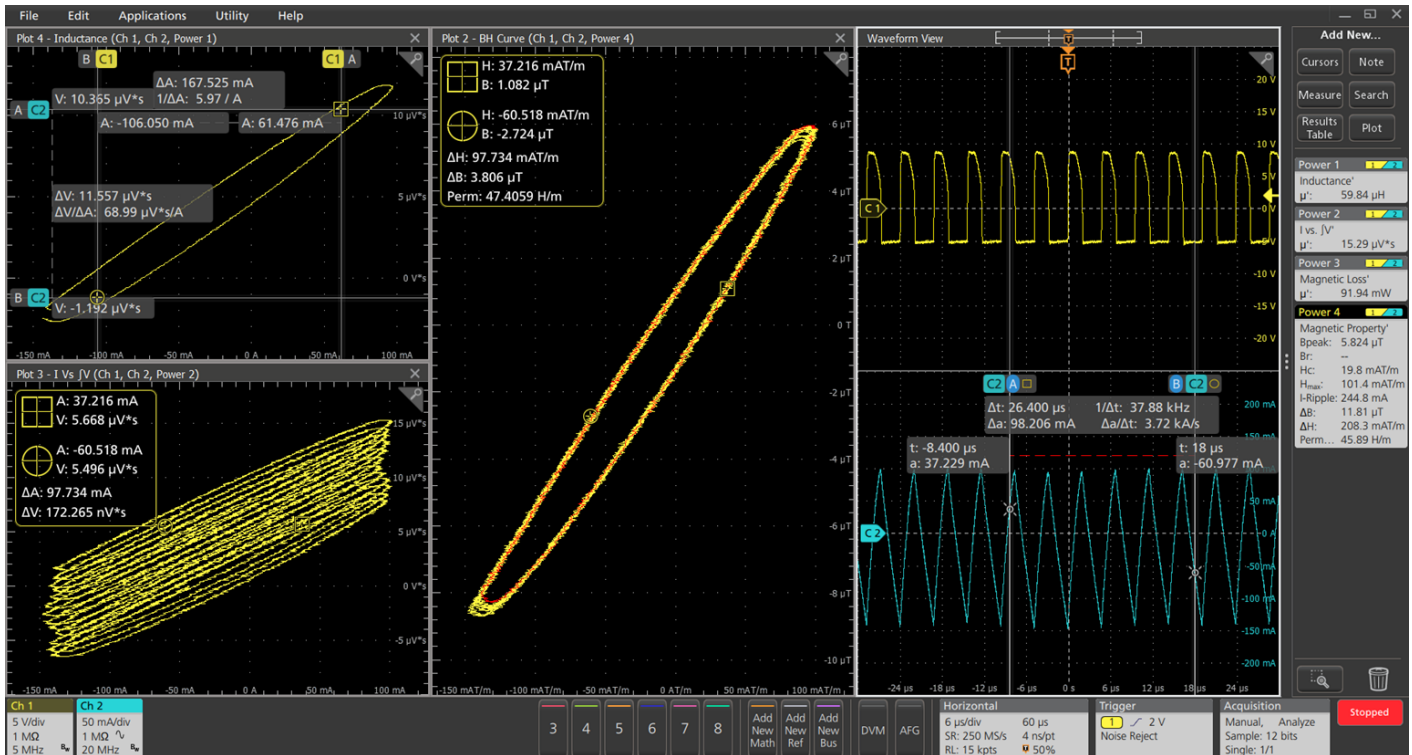 File Edit Applications Utility Help
Plot 4 - Inductance (Ch 1, Ch 2, Power 1)
B C1
C1 A
ΔA: 167.525 mA
1/ΔA: 5.97 / A
V: 10.365 µV*s
A C2
A: -106.050 mA
A: 61.476 mA
10 µV*s
ΔV: 11.557 µV*s
ΔV/ΔA: 68.99 µV*s/A
5 µV*s
0 V*s
B C2
V: -1.192 µV*s
-150 mA -100 mA -50 mA 0 A 50 mA 100 mA
Plot 3 - I Vs ∫V (Ch 1, Ch 2, Power 2)
A: 37.216 mA
V: 5.668 µV*s
A: -60.518 mA
V: 5.496 µV*s
ΔA: 97.734 mA
ΔV: 172.265 nV*s
15 µV*s
10 µV*s
5 µV*s
0 V*s
-5 µV*s
-150 mA -100 mA -50 mA 0 A 50 mA 100 mA
Plot 2 - BH Curve (Ch 1, Ch 2, Power 4)
H: 37.216 mAT/m
B: 1.082 µT
H: -60.518 mAT/m
B: -2.724 µT
ΔH: 97.734 mAT/m
ΔB: 3.806 µT
Perm: 47.4059 H/m
6 µT
4 µT
2 µT
0 T
-2 µT
-4 µT
-6 µT
-8 µT
-10 µT
-150 mAT/m -100 mAT/m -50 mAT/m 0 AT/m 50 mAT/m 100 mAT/m
Waveform View
T
T
20 V
15 V
10 V
5 V
C 1
0 V
-5 V
-10 V
-15 V
-20 V
C2 A
B C2
Δt: 26.400 µs 1/Δt: 37.88 kHz
Δa: 98.206 mA Δa/Δt: 3.72 kA/s
t: -8.400 µs
a: 37.229 mA
t: 18 µs
a: -60.977 mA
200 mA
50 mA
C 2
0 A
-50 mA
-100 mA
-150 mA
-200 mA
-24 µs -18 µs -12 µs -6 µs 0 s 6 µs 12 µs 18 µs 24 µs
Add New...
Cursors Note
Measure Search
Results Table
Plot
Power 1 1 2
Inductance'
µ': 59.84 µH
Power 2 1 2
I vs. ∫V'
µ': 15.29 µV*s
Power 3 1 2
Magnetic Loss'
µ': 91.94 mW
Power 4 1 2
Magnetic Property'
Bpeak: 5.824 µT
Br: --
Hc: 19.8 mAT/m
Hmax: 101.4 mAT/m
I-Ripple: 244.8 mA
ΔB: 11.81 µT
ΔH: 208.3 mAT/m
Perm... 45.89 H/m
Ch 1
5 V/div
1 MΩ
5 MHz Bw
Ch 2
50 mA/div
1 MΩ
20 MHz Bw
3 4 5 6 7 8
Add New Math
Add New Ref
Add New Bus
DVM
AFG
Horizontal
6 µs/div 60 µs
SR: 250 MS/s 4 ns/pt
RL: 15 kpts 50%
Trigger
1 2 V
Noise Reject
Acquisition
Manual, Analyze
Sample: 12 bits
Single: 1/1
Stopped